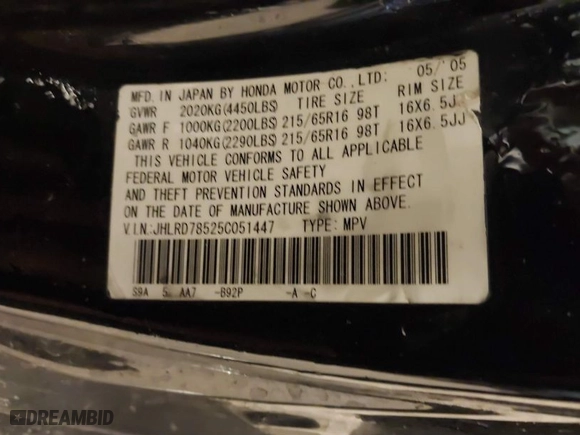 MFD. IN JAPAN BY HONDA MOTOR CO.,LTD: 05/'05
GVWR 2020KG(4450LBS) TIRE SIZE RIM SIZE
GAWR F 1000KG(2200LBS) 215/65R16 98T 16X6.5JJ
GAWR R 1040KG(2290LBS) 215/65R16 98T 16X6.5JJ
THIS VEHICLE CONFORMS TO ALL APPLICABLE
FEDERAL MOTOR VEHICLE SAFETY
AND THEFT PREVENTION STANDARDS IN EFFECT
ON THE DATE OF MANUFACTURE SHOWN ABOVE.
V.I.N.:JHLRD78525C051447 TYPE: MPV
S9A 5 AA7 -B92P -A -C
DREAMBID